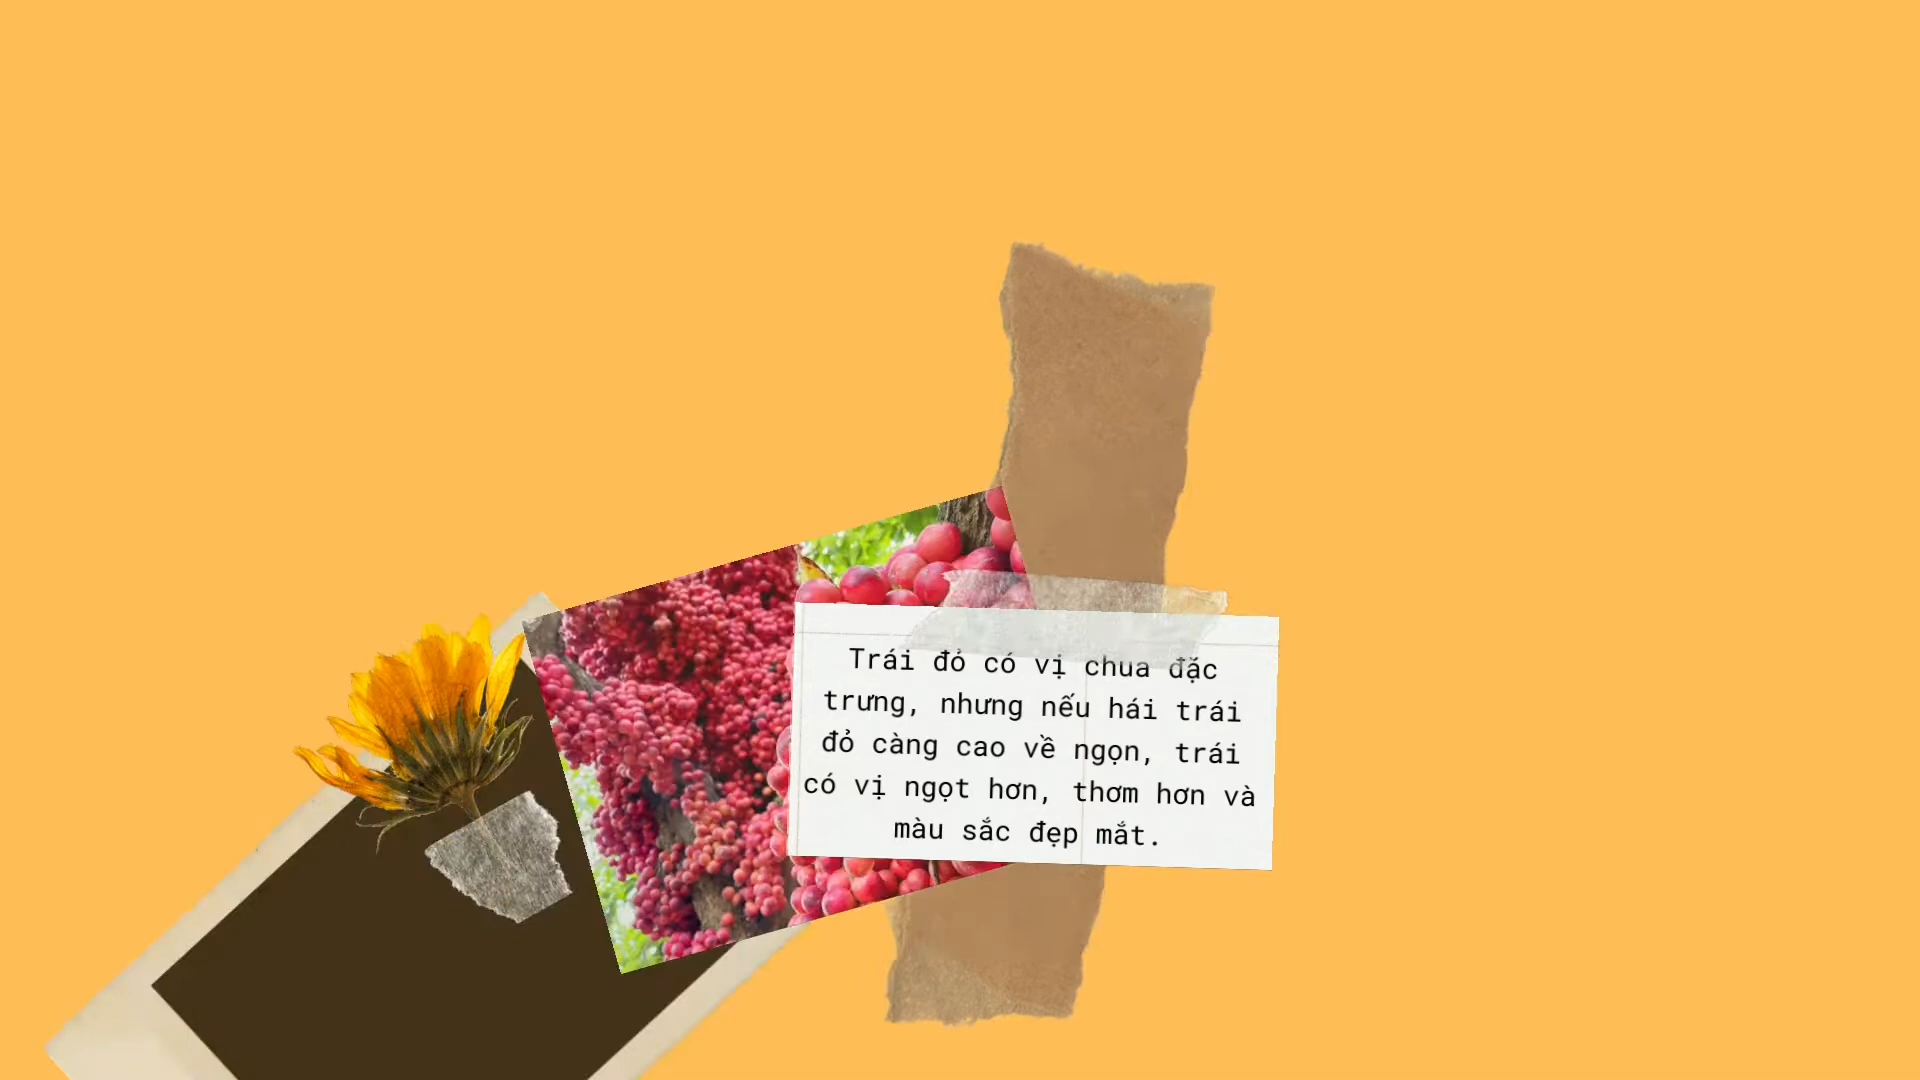 Trái đỏ có vị chua đặc
trưng, nhưng nếu hái trái
đỏ càng cao về ngọn, trái
có vị ngọt hơn, thơm hơn và
màu sắc đẹp mắt.